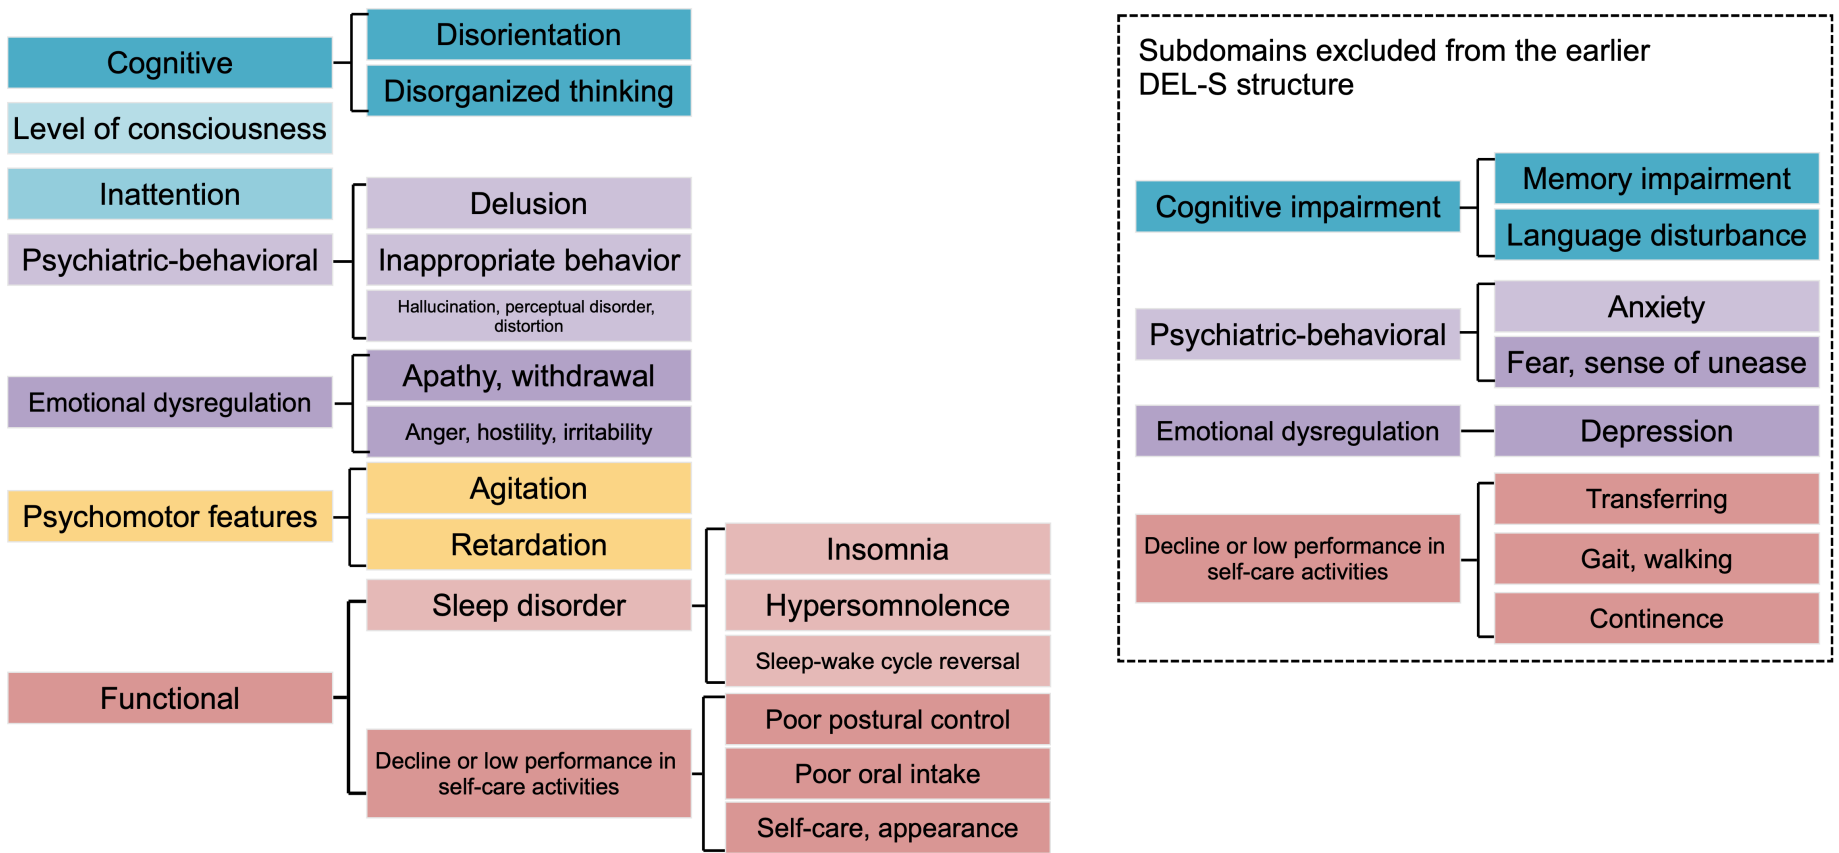 Cognitive
Disorientation
Disorganized thinking
Level of consciousness
Inattention
Psychiatric-behavioral
Delusion
Inappropriate behavior
Hallucination, perceptual disorder,
distortion
Emotional dysregulation
Apathy, withdrawal
Anger, hostility, irritability
Psychomotor features
Agitation
Retardation
Functional
Sleep disorder
Insomnia
Hypersomnolence
Sleep-wake cycle reversal
Decline or low performance in
self-care activities
Poor postural control
Poor oral intake
Self-care, appearance
Subdomains excluded from the earlier
DEL-S structure
Cognitive impairment
Memory impairment
Language disturbance
Psychiatric-behavioral
Anxiety
Fear, sense of unease
Emotional dysregulation
Depression
Decline or low performance in
self-care activities
Transferring
Gait, walking
Continence